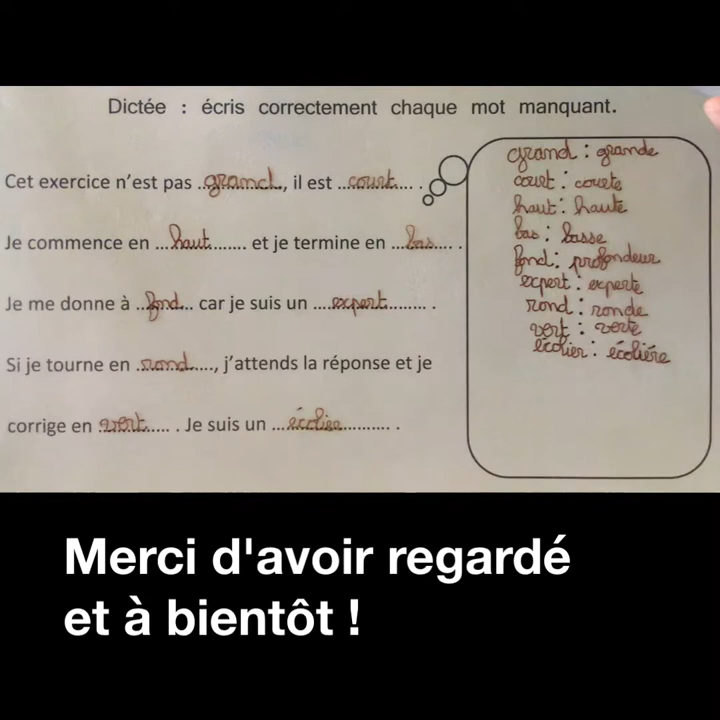 Dictée : écris correctement chaque mot manquant.
Cet exercice n'est pas ..grand.., il est ...court.... .
Je commence en ...haut....... et je termine en ...bas.... .
Je me donne à ..fond... car je suis un ....expert........ .
Si je tourne en ..rond....., j'attends la réponse et je
corrige en vert..... . Je suis un ...écolier........... .
grand : grande
court : courte
haut : haute
bas : basse
fond : profondeur
expert : experte
rond : ronde
vert : verte
écolier : écolière
Merci d'avoir regardé
et à bientôt !